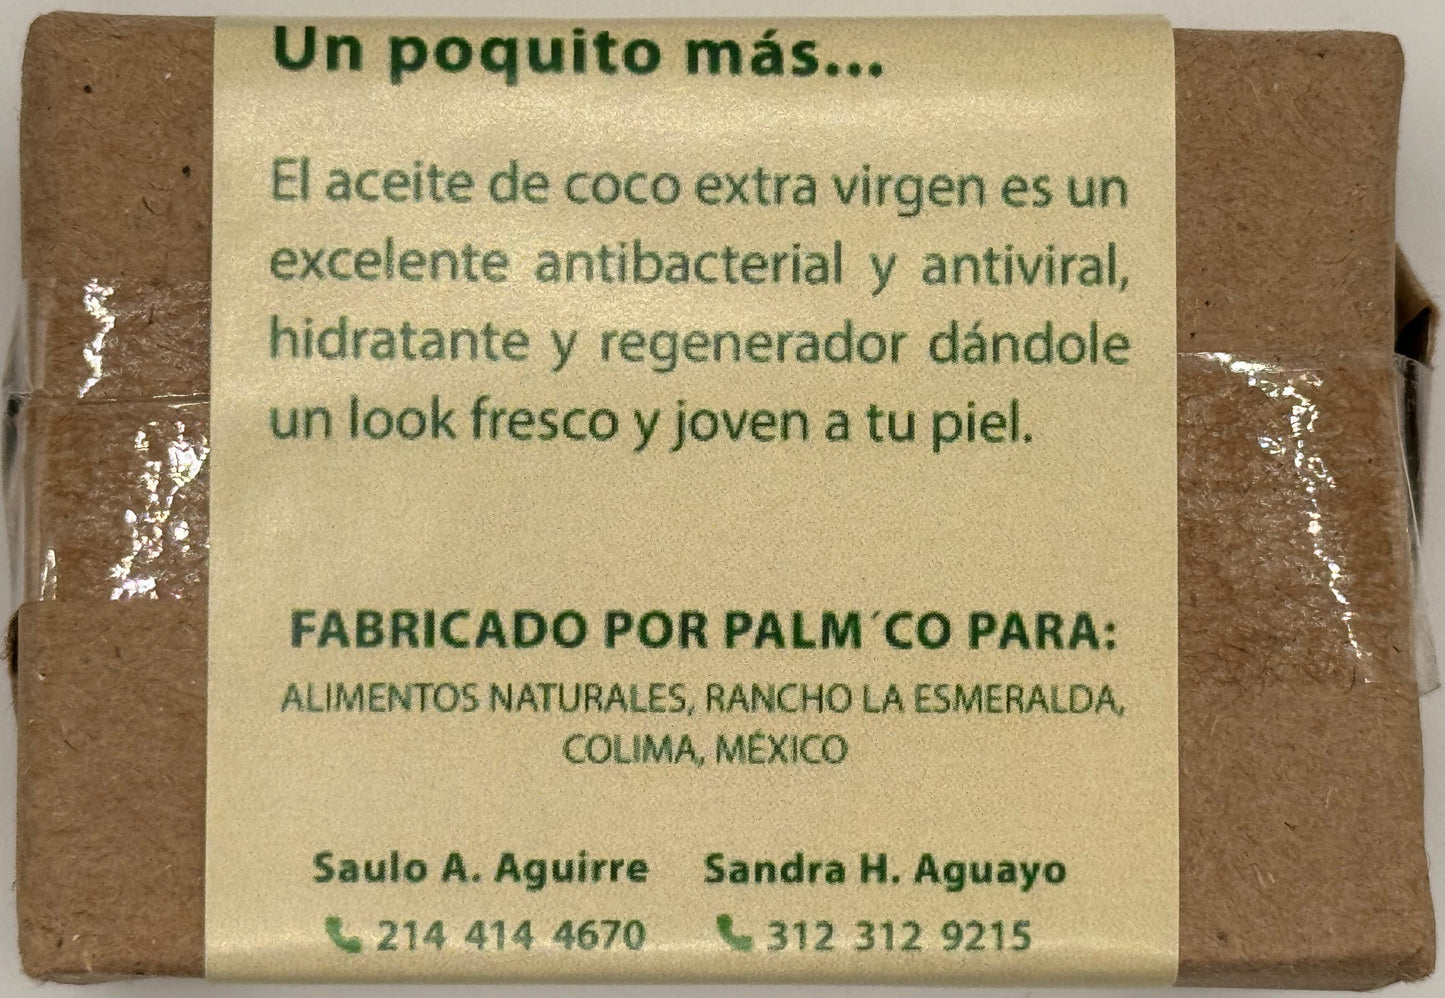 Un poquito más...
El aceite de coco extra virgen es un
excelente antibacterial y antiviral,
hidratante y regenerador dándole
un look fresco y joven a tu piel.
FABRICADO POR PALM´CO PARA:
ALIMENTOS NATURALES, RANCHO LA ESMERALDA,
COLIMA, MÉXICO
Saulo A. Aguirre Sandra H. Aguayo
214 414 4670 312 312 9215